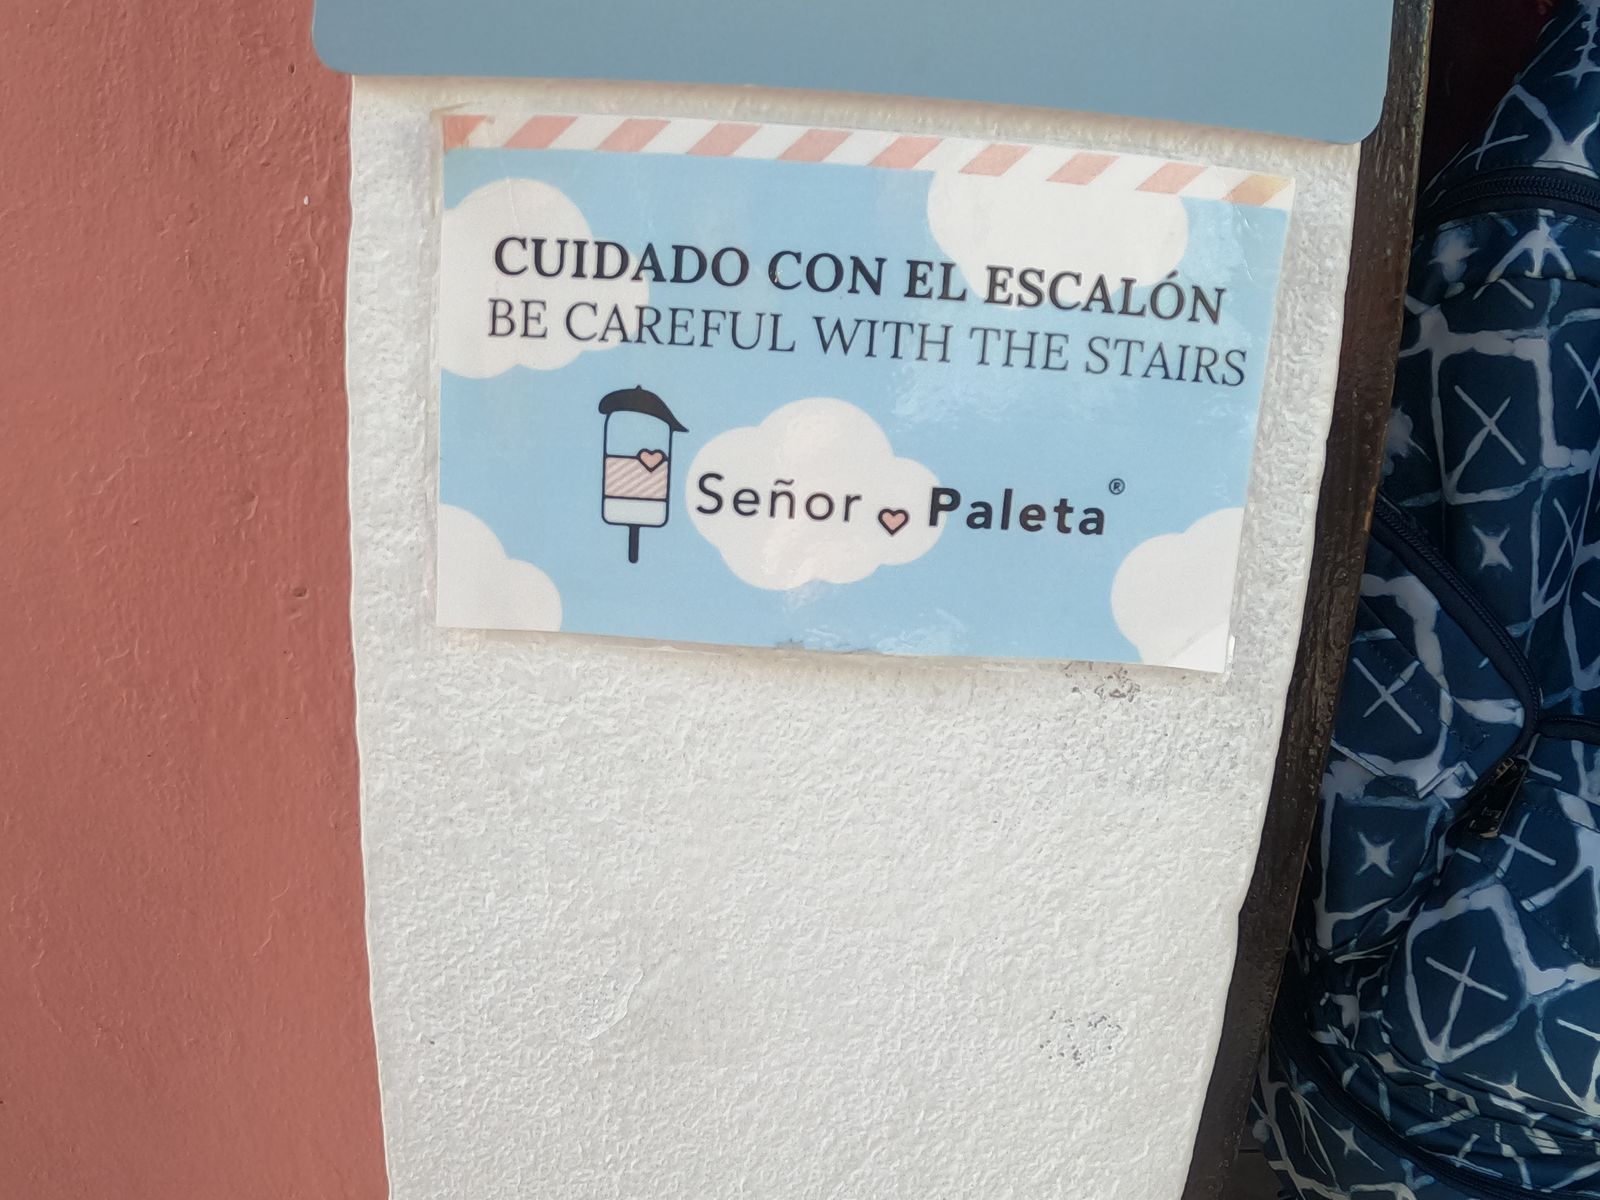 CUIDADO CON EL ESCALÓN
BE CAREFUL WITH THE STAIRS
Señor Paleta®